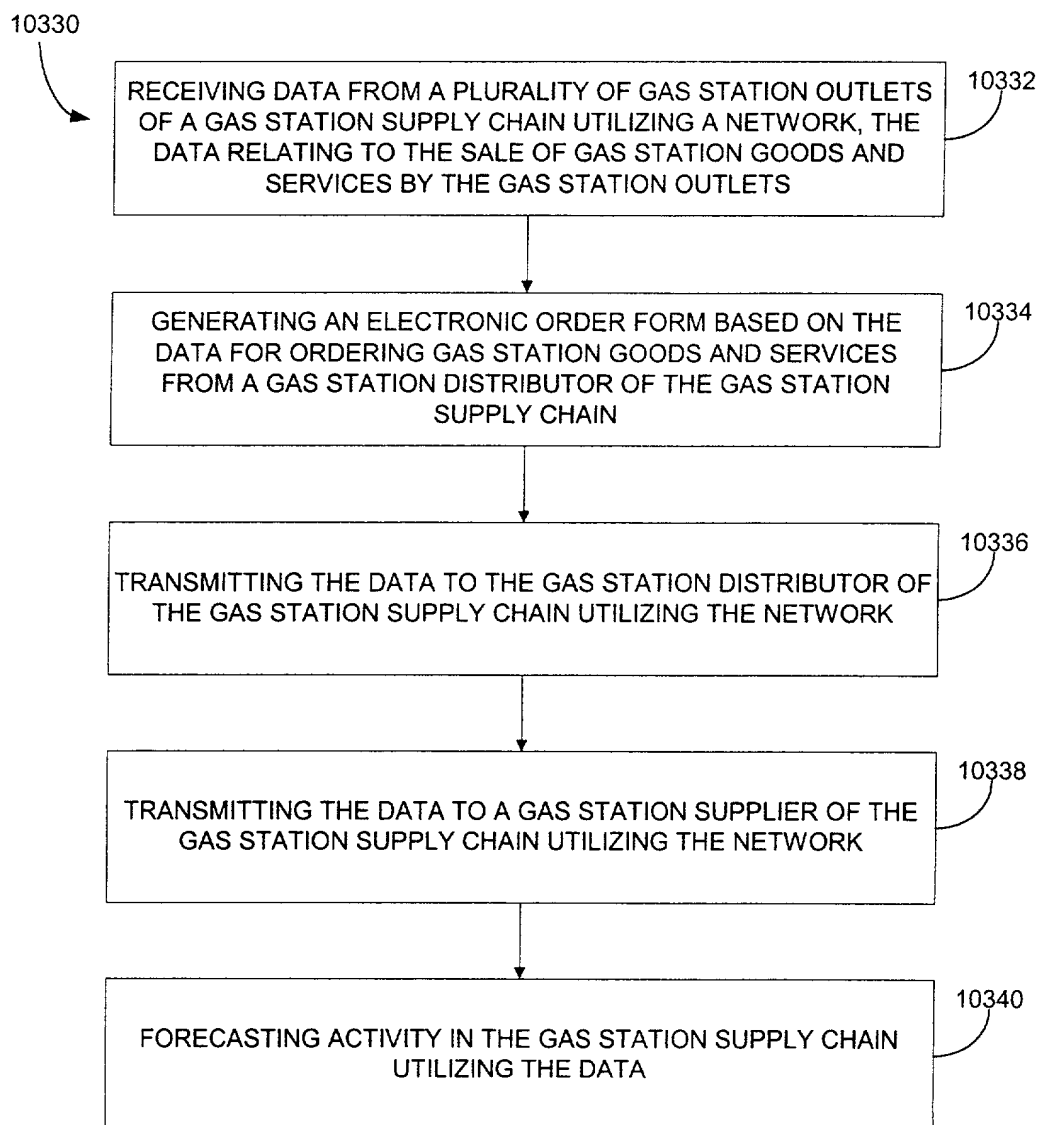 10330
10332
RECEIVING DATA FROM A PLURALITY OF GAS STATION OUTLETS
OF A GAS STATION SUPPLY CHAIN UTILIZING A NETWORK, THE
DATA RELATING TO THE SALE OF GAS STATION GOODS AND
SERVICES BY THE GAS STATION OUTLETS
10334
GENERATING AN ELECTRONIC ORDER FORM BASED ON THE
DATA FOR ORDERING GAS STATION GOODS AND SERVICES
FROM A GAS STATION DISTRIBUTOR OF THE GAS STATION
SUPPLY CHAIN
10336
TRANSMITTING THE DATA TO THE GAS STATION DISTRIBUTOR OF
THE GAS STATION SUPPLY CHAIN UTILIZING THE NETWORK
10338
TRANSMITTING THE DATA TO A GAS STATION SUPPLIER OF THE
GAS STATION SUPPLY CHAIN UTILIZING THE NETWORK
10340
FORECASTING ACTIVITY IN THE GAS STATION SUPPLY CHAIN
UTILIZING THE DATA